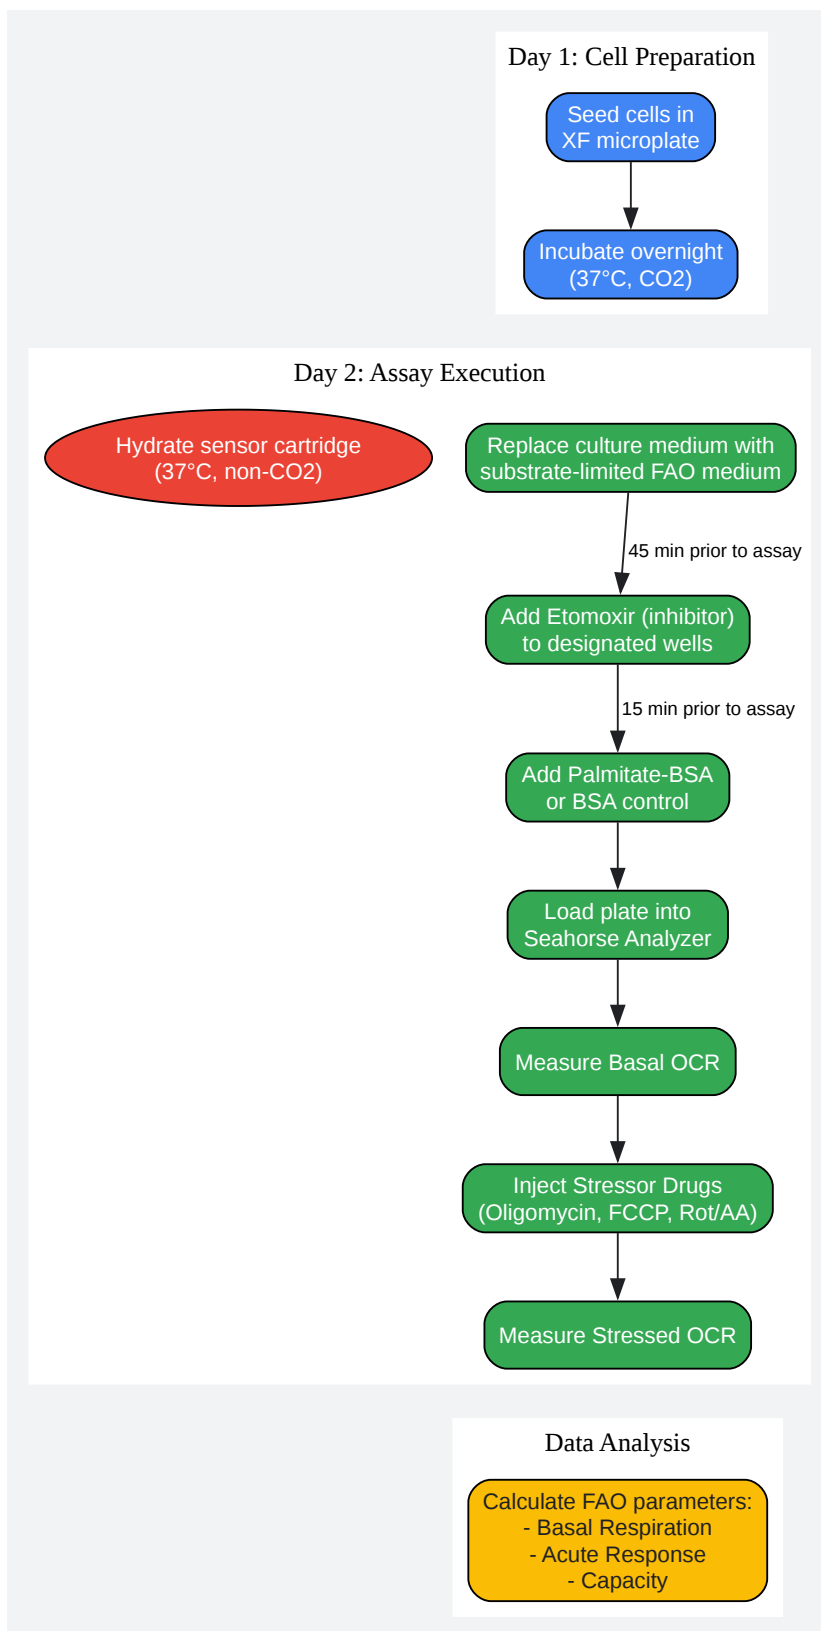 Day 1: Cell Preparation
Seed cells in
XF microplate
Incubate overnight
(37°C, CO2)
Day 2: Assay Execution
Hydrate sensor cartridge
(37°C, non-CO2)
Replace culture medium with
substrate-limited FAO medium
45 min prior to assay
Add Etomoxir (inhibitor)
to designated wells
15 min prior to assay
Add Palmitate-BSA
or BSA control
Load plate into
Seahorse Analyzer
Measure Basal OCR
Inject Stressor Drugs
(Oligomycin, FCCP, Rot/AA)
Measure Stressed OCR
Data Analysis
Calculate FAO parameters:
- Basal Respiration
- Acute Response
- Capacity